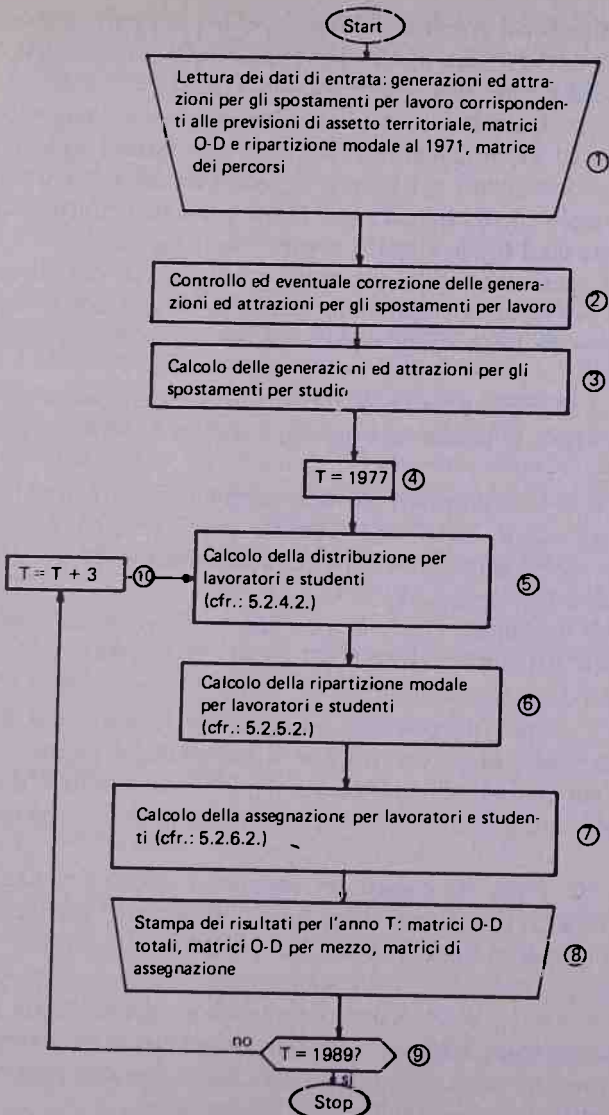 Start
Lettura dei dati di entrata: generazioni ed attra-
zioni per gli spostamenti per lavoro corrisponden-
ti alle previsioni di assetto territoriale, matrici
O-D e ripartizione modale al 1971, matrice
dei percorsi
1
Controllo ed eventuale correzione delle genera-
zioni ed attrazioni per gli spostamenti per lavoro
2
Calcolo delle generazioni ed attrazioni per gli
spostamenti per studio
3
T = 1977
4
T = T + 3
10
Calcolo della distribuzione per
lavoratori e studenti
(cfr.: 5.2.4.2.)
5
Calcolo della ripartizione modale
per lavoratori e studenti
(cfr.: 5.2.5.2.)
6
Calcolo della assegnazione per lavoratori e studen-
ti (cfr.: 5.2.6.2.)
7
Stampa dei risultati per l'anno T: matrici O-D
totali, matrici O-D per mezzo, matrici di
assegnazione
8
no
T = 1989?
9
si
Stop